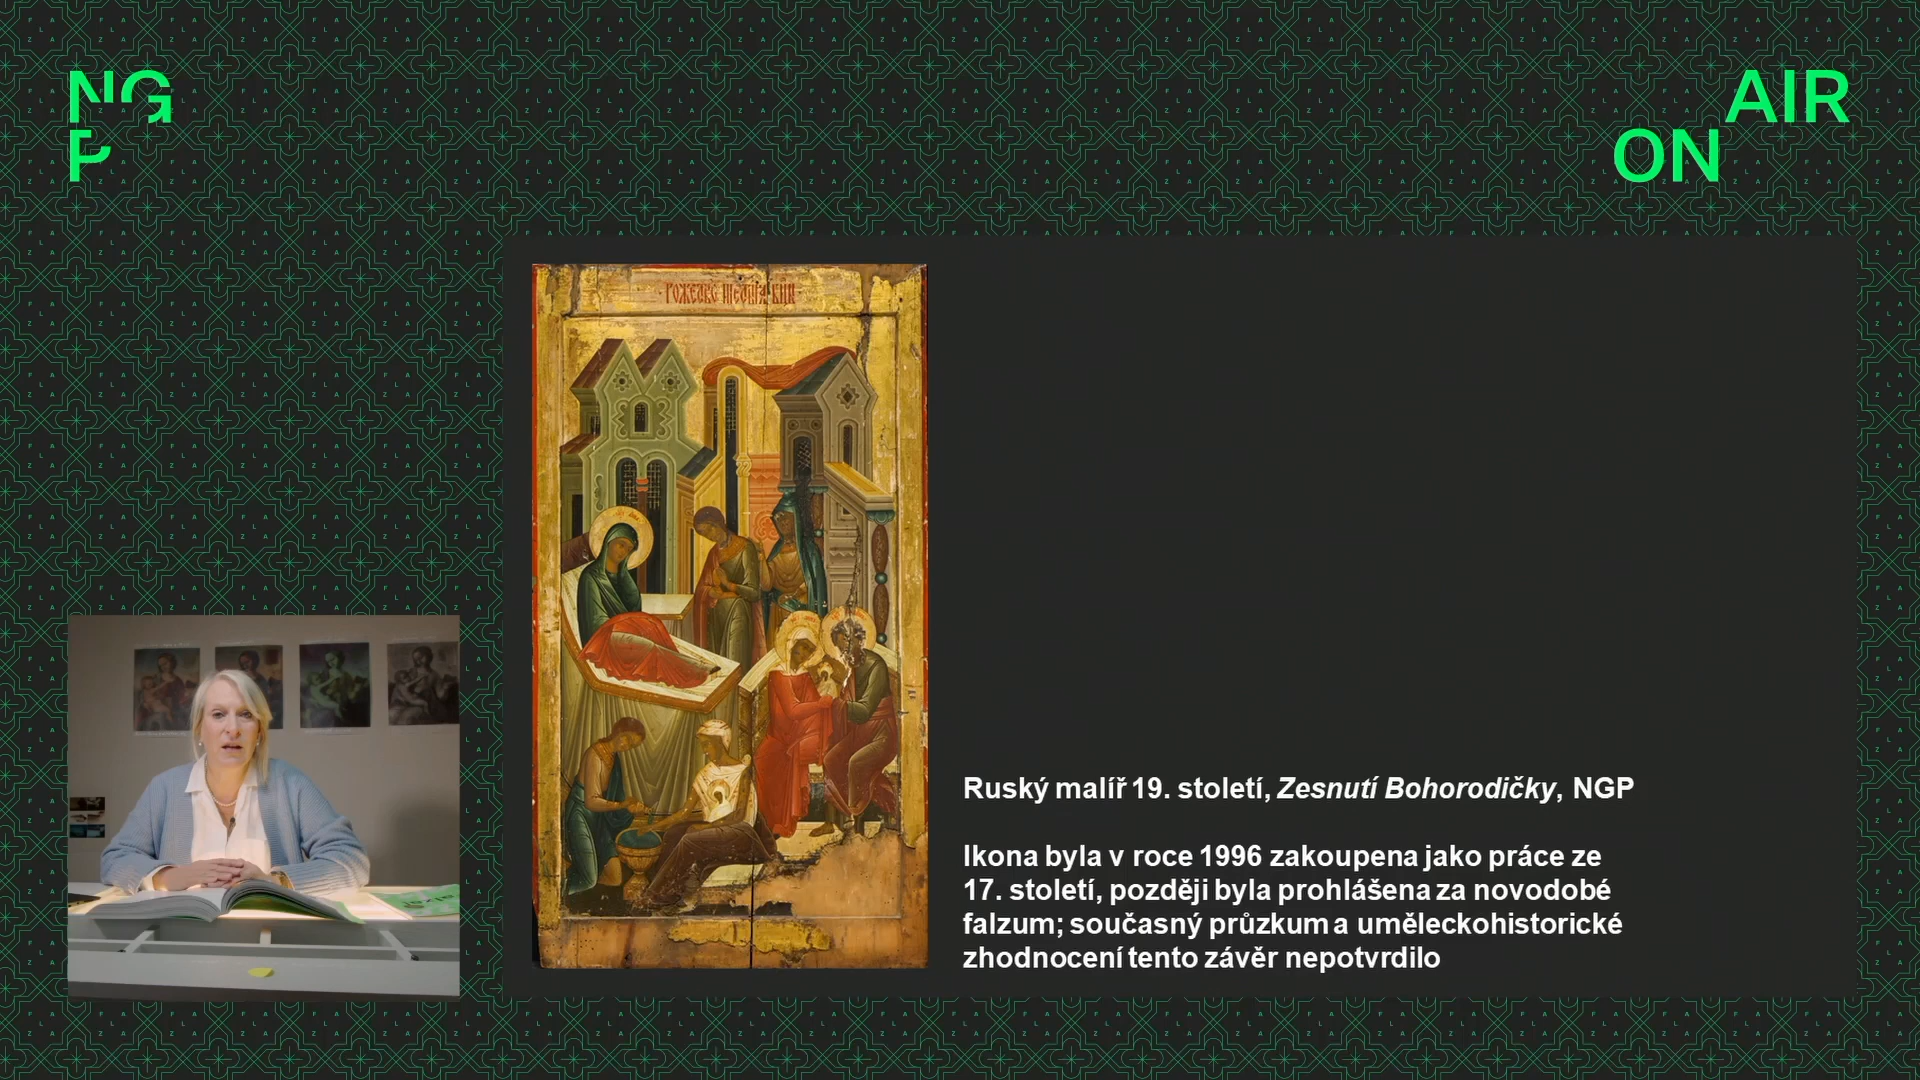 NG
P
AIR
ON
Ruský malíř 19. století, Zesnutí Bohorodičky, NGP
Ikona byla v roce 1996 zakoupena jako práce ze
17. století, později byla prohlášena za novodobé
falzum; současný průzkum a uměleckohistorické
zhodnocení tento závěr nepotvrdilo